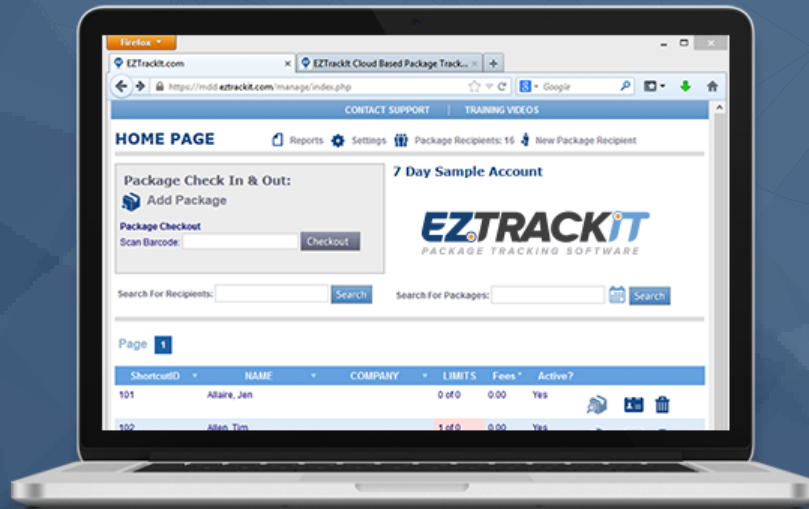 Firefox
EZTrackit.com × EZTrackIt Cloud Based Package Track... × +
https://mdd.eztrackit.com/manage/index.php Google
CONTACT SUPPORT | TRAINING VIDEOS
HOME PAGE Reports Settings Package Recipients: 16 New Package Recipient
Package Check In & Out:
Add Package
Package Checkout
Scan Barcode: Checkout
7 Day Sample Account
EZTRACKIT
PACKAGE TRACKING SOFTWARE
Search For Recipients: Search Search For Packages: Search
Page 1
ShortcutID NAME COMPANY LIMITS Fees* Active?
101 Allaire, Jen 0 of 0 0.00 Yes
102 Allen, Tim 1 of 0 0.00 Yes